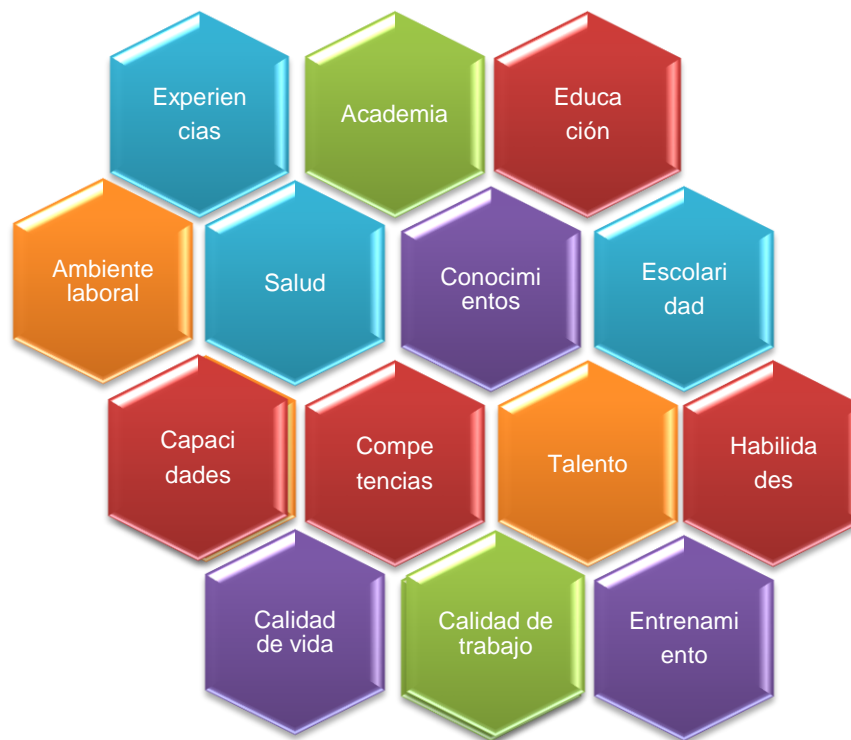 Experien
cias
Academia
Educa
ción
Ambiente
laboral
Salud
Conocimi
entos
Escolari
dad
Capaci
dades
Compe
tencias
Talento
Habilida
des
Calidad
de vida
Calidad de
trabajo
Entrenami
ento